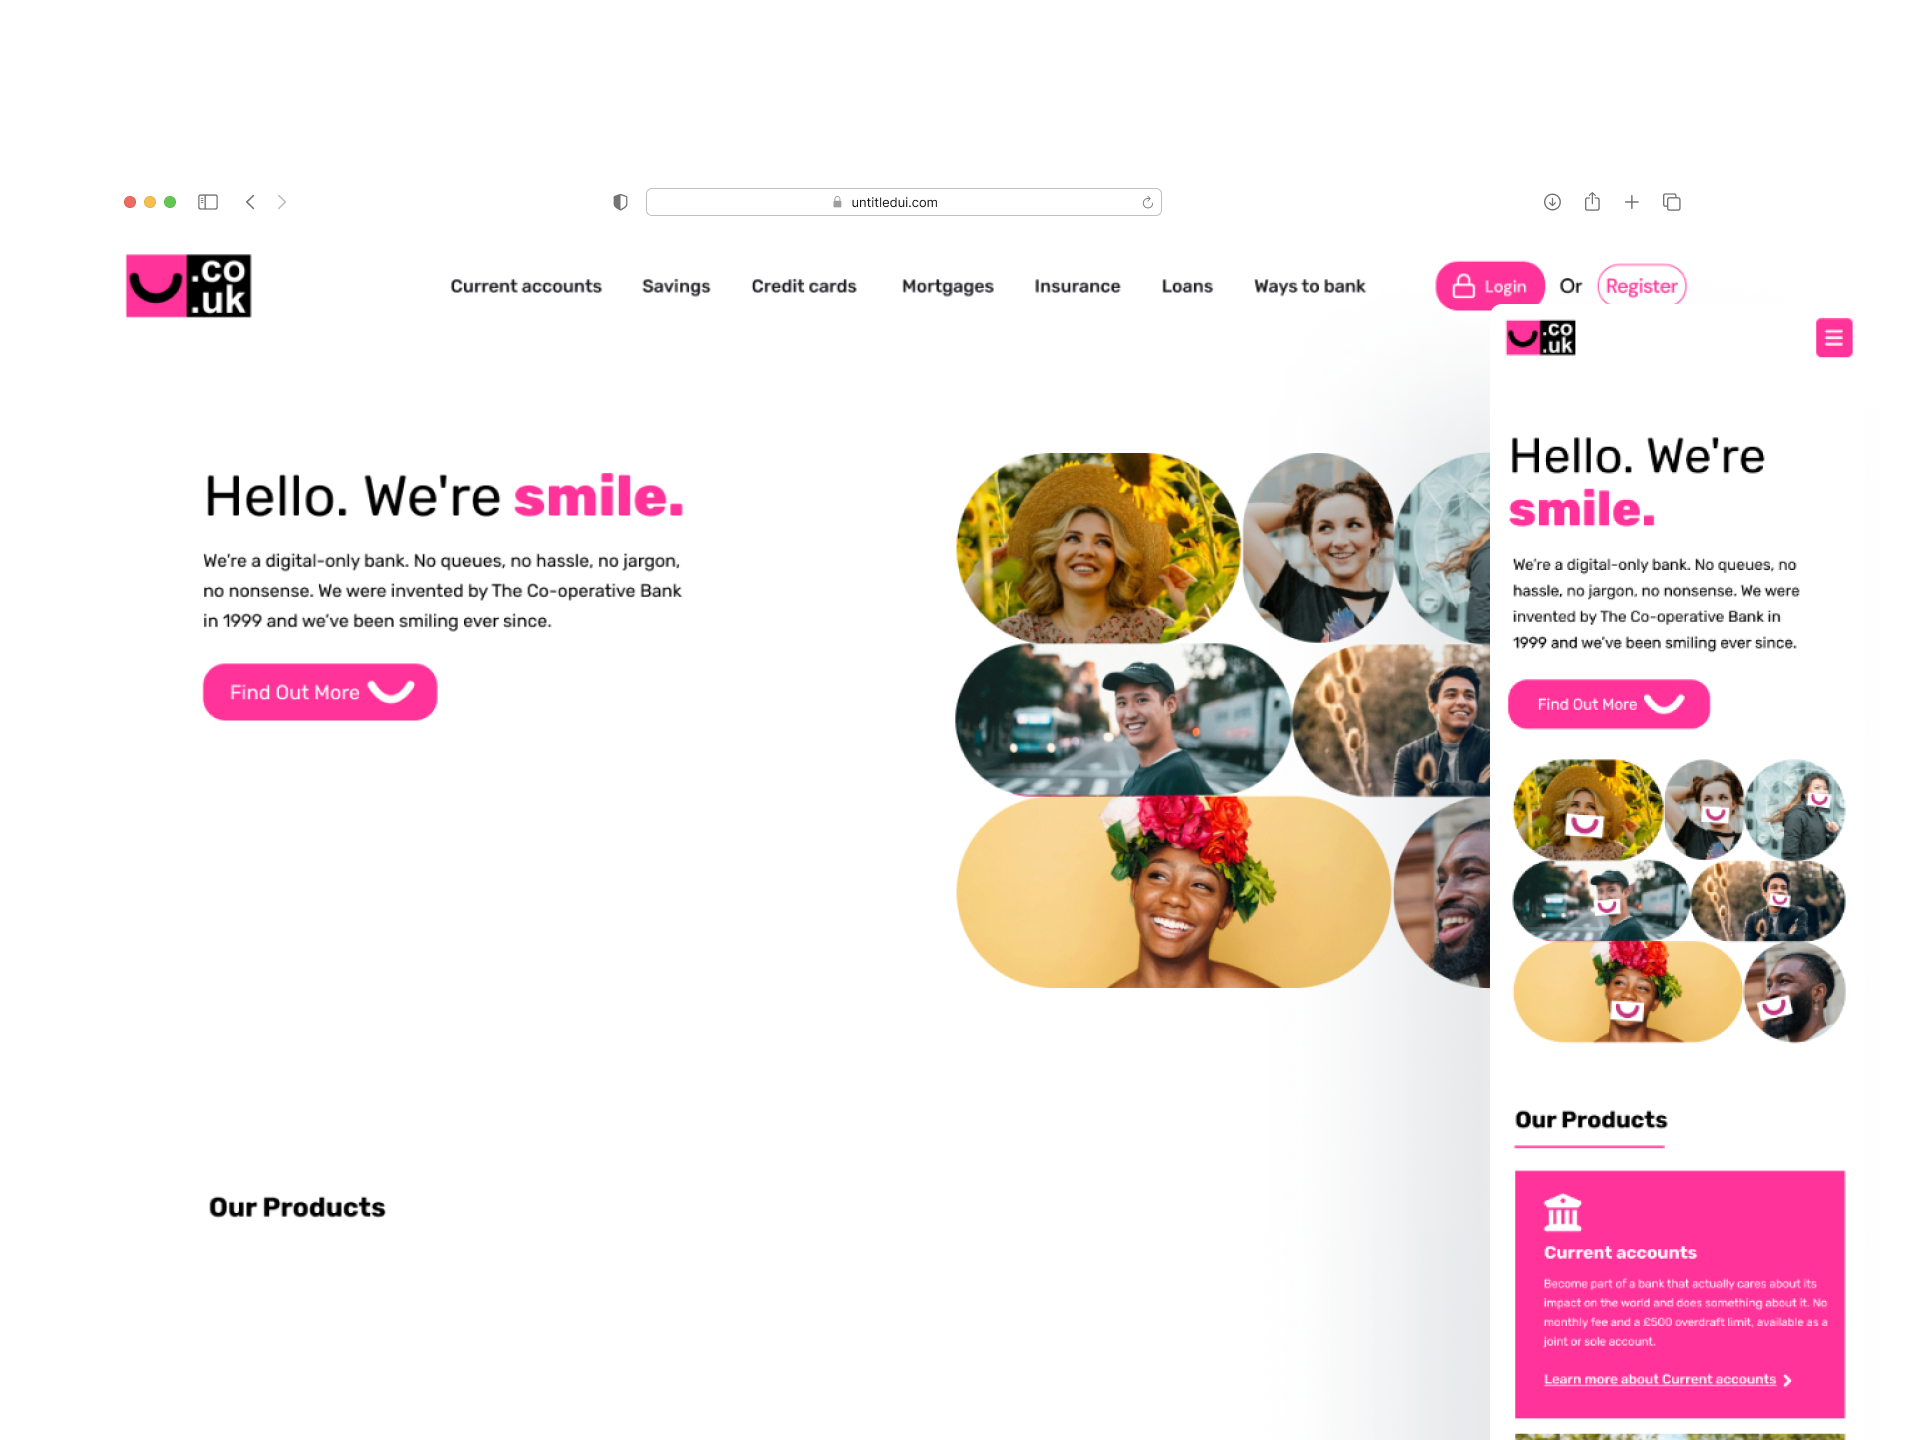 untitledui.com
.co
.uk
Current accounts
Savings
Credit cards
Mortgages
Insurance
Loans
Ways to bank
Login
Or
Register
Hello. We're smile.
We're a digital-only bank. No queues, no hassle, no jargon,
no nonsense. We were invented by The Co-operative Bank
in 1999 and we've been smiling ever since.
Find Out More
Our Products
.co
.uk
Hello. We're
smile.
We're a digital-only bank. No queues, no
hassle, no jargon, no nonsense. We were
invented by The Co-operative Bank in
1999 and we've been smiling ever since.
Find Out More
Our Products
Current accounts
Become part of a bank that actually cares about its
impact on the world and does something about it. No
monthly fee and a £500 overdraft limit, available as a
joint or sole account.
Learn more about Current accounts